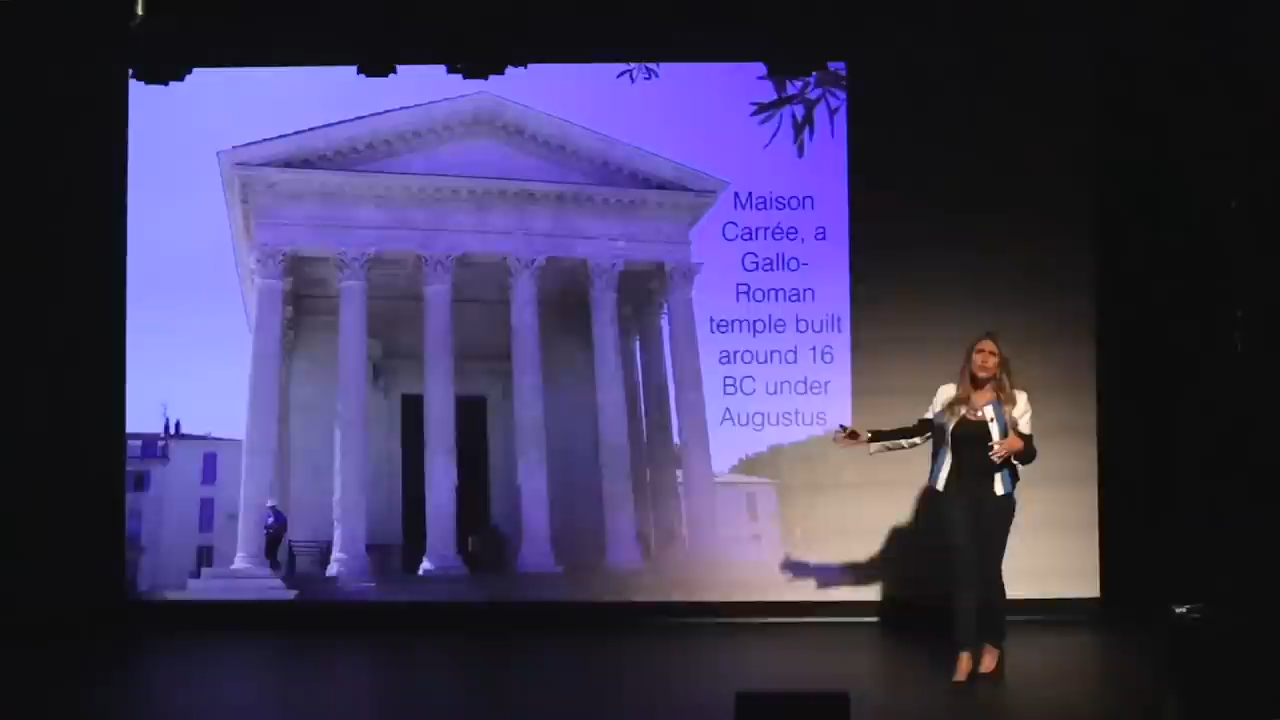 Maison
Carrée, a
Gallo-
Roman
temple built
around 16
BC under
Augustus